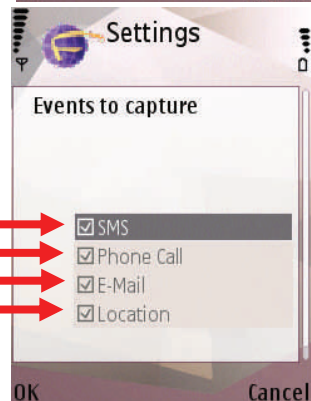 Settings
Events to capture
SMS
Phone Call
E-Mail
Location
OK Cancel